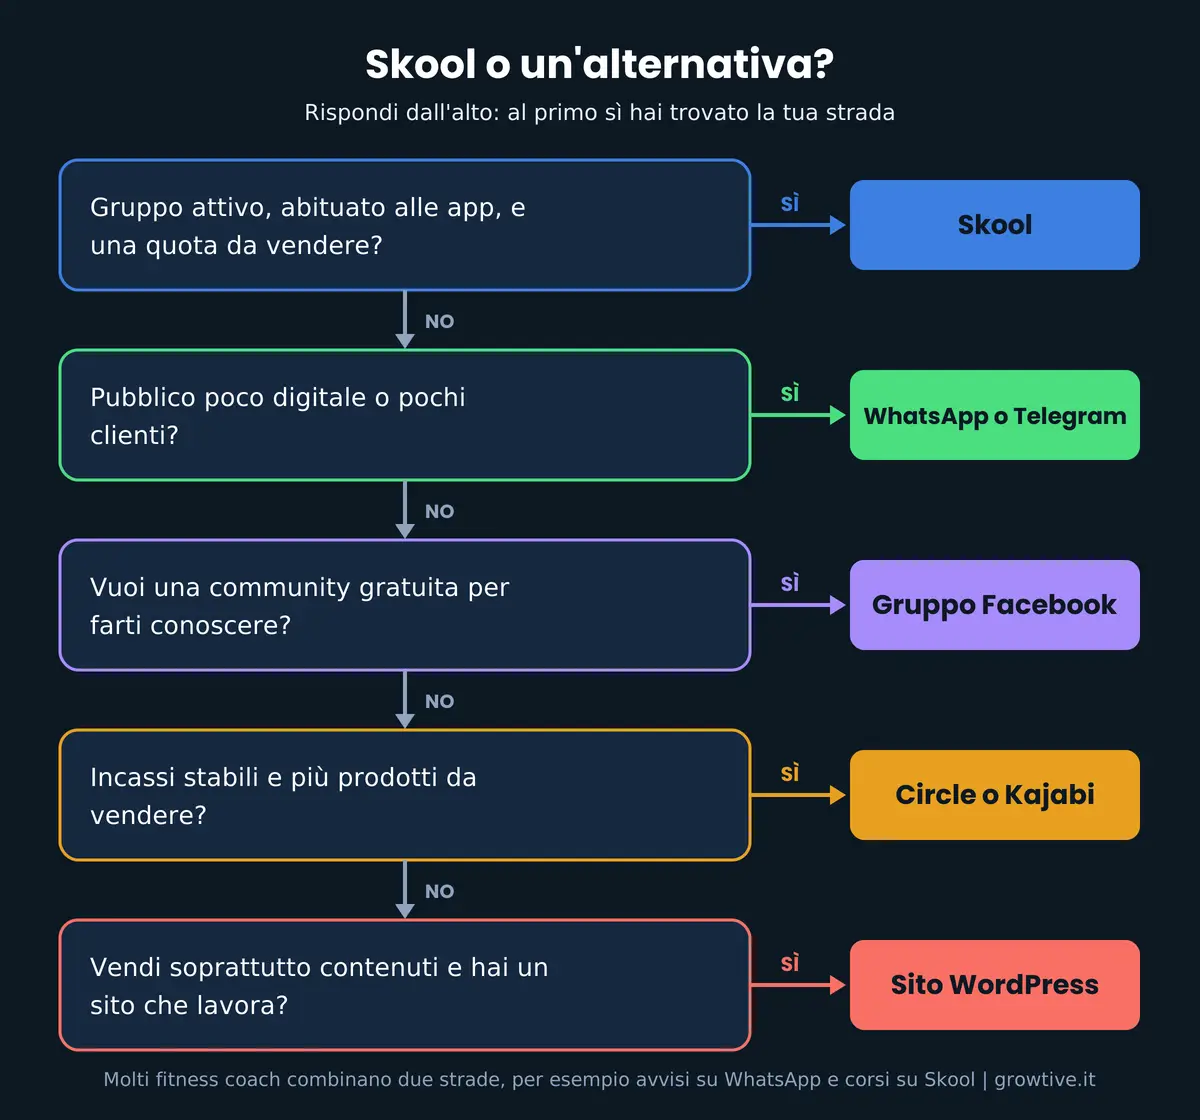 Skool o un'alternativa?
Rispondi dall'alto: al primo sì hai trovato la tua strada
Gruppo attivo, abituato alle app, e
una quota da vendere?
SÌ
Skool
NO
Pubblico poco digitale o pochi
clienti?
SÌ
WhatsApp o Telegram
NO
Vuoi una community gratuita per
farti conoscere?
SÌ
Gruppo Facebook
NO
Incassi stabili e più prodotti da
vendere?
SÌ
Circle o Kajabi
NO
Vendi soprattutto contenuti e hai un
sito che lavora?
SÌ
Sito WordPress
Molti fitness coach combinano due strade, per esempio avvisi su WhatsApp e corsi su Skool | growtive.it